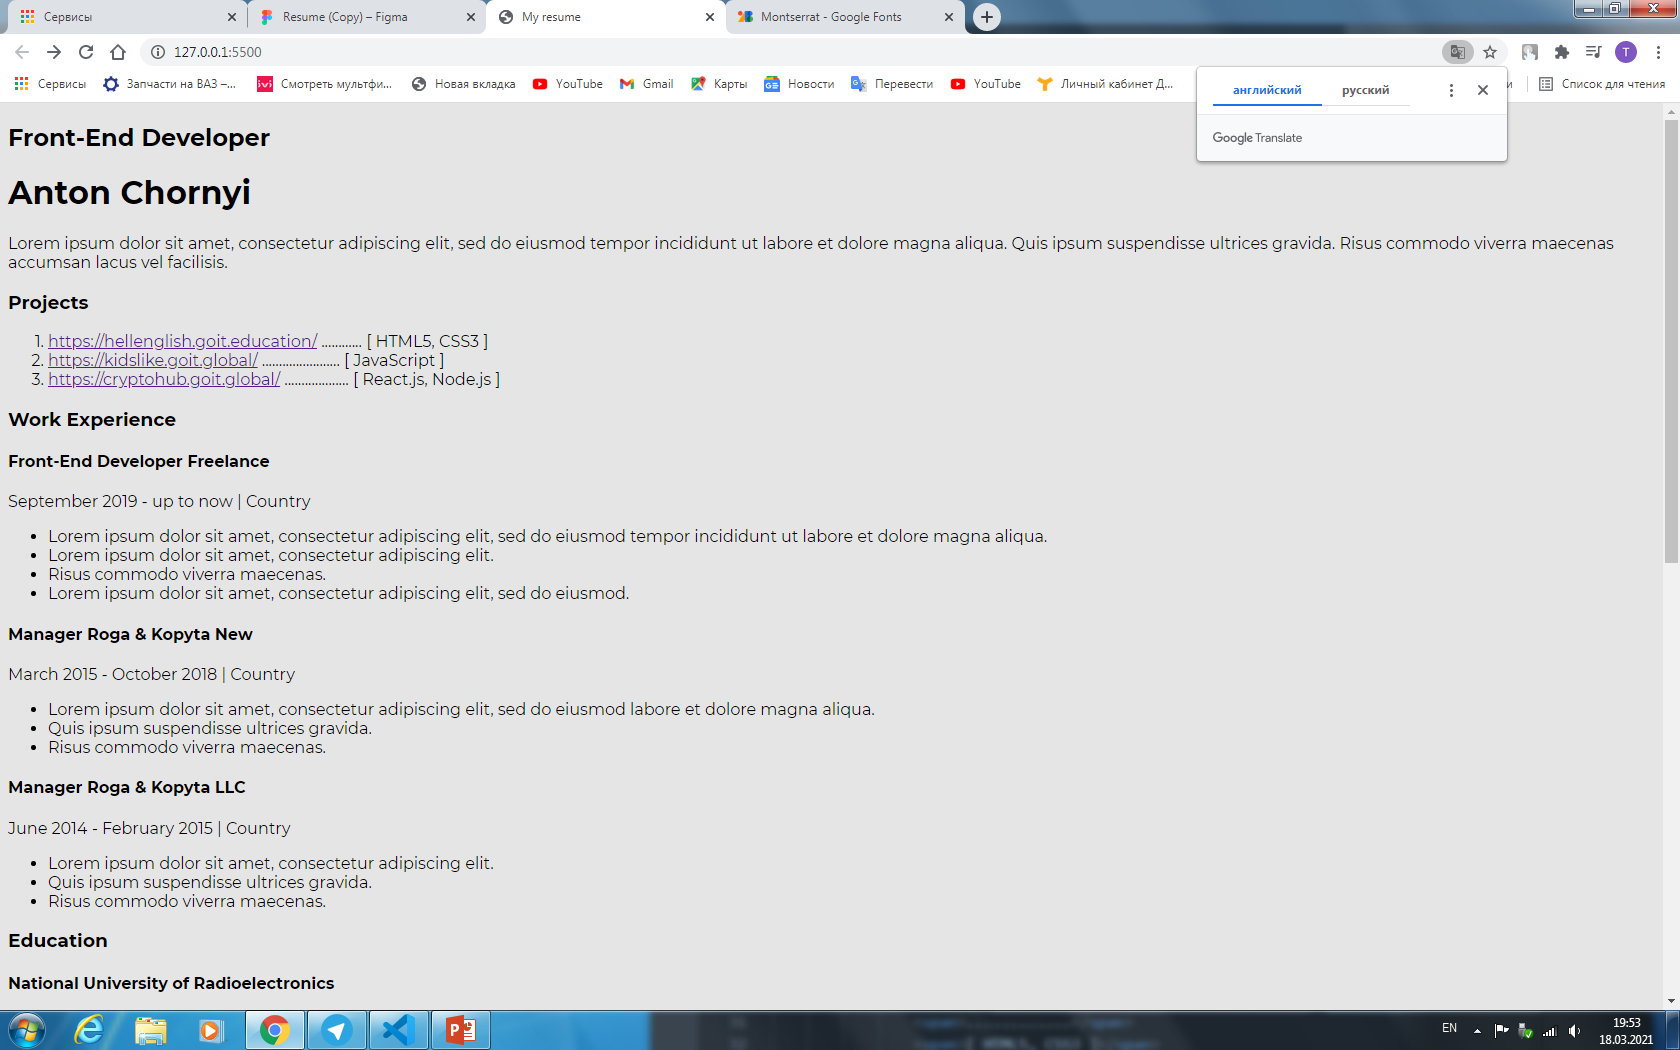 Сервисы
Resume (Copy) – Figma
My resume
Montserrat - Google Fonts
127.0.0.1:5500
T
Сервисы
Запчасти на ВАЗ –...
ivi
Смотреть мультфи...
Новая вкладка
YouTube
Gmail
Карты
Новости
Перевести
YouTube
Личный кабинет Д...
Список для чтения
английский
русский
Google Translate
Front-End Developer
Anton Chornyi
Lorem ipsum dolor sit amet, consectetur adipiscing elit, sed do eiusmod tempor incididunt ut labore et dolore magna aliqua. Quis ipsum suspendisse ultrices gravida. Risus commodo viverra maecenas
accumsan lacus vel facilisis.
Projects
1. https://hellenglish.goit.education/ ............ [ HTML5, CSS3 ]
2. https://kidslike.goit.global/ ....................... [ JavaScript ]
3. https://cryptohub.goit.global/ ................... [ React.js, Node.js ]
Work Experience
Front-End Developer Freelance
September 2019 - up to now | Country
• Lorem ipsum dolor sit amet, consectetur adipiscing elit, sed do eiusmod tempor incididunt ut labore et dolore magna aliqua.
• Lorem ipsum dolor sit amet, consectetur adipiscing elit.
• Risus commodo viverra maecenas.
• Lorem ipsum dolor sit amet, consectetur adipiscing elit, sed do eiusmod.
Manager Roga & Kopyta New
March 2015 - October 2018 | Country
• Lorem ipsum dolor sit amet, consectetur adipiscing elit, sed do eiusmod labore et dolore magna aliqua.
• Quis ipsum suspendisse ultrices gravida.
• Risus commodo viverra maecenas.
Manager Roga & Kopyta LLC
June 2014 - February 2015 | Country
• Lorem ipsum dolor sit amet, consectetur adipiscing elit.
• Quis ipsum suspendisse ultrices gravida.
• Risus commodo viverra maecenas.
Education
National University of Radioelectronics
EN
19:53
18.03.2021